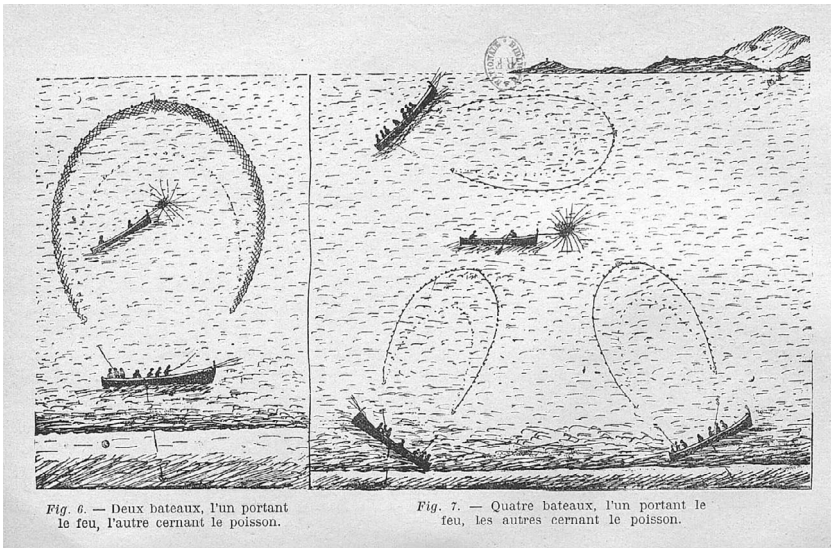 Fig. 6. — Deux bateaux, l'un portant
le feu, l'autre cernant le poisson.
Fig. 7. — Quatre bateaux, l'un portant le
feu, les autres cernant le poisson.